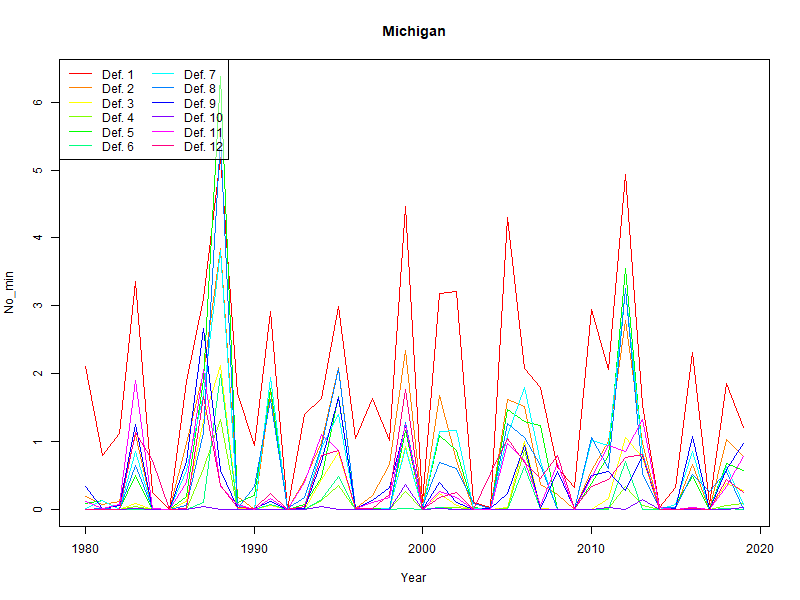 Michigan
Def. 1 Def. 7
Def. 2 Def. 8
Def. 3 Def. 9
Def. 4 Def. 10
Def. 5 Def. 11
Def. 6 Def. 12
No_min
6
5
4
3
2
1
0
1980 1990 2000 2010 2020
Year